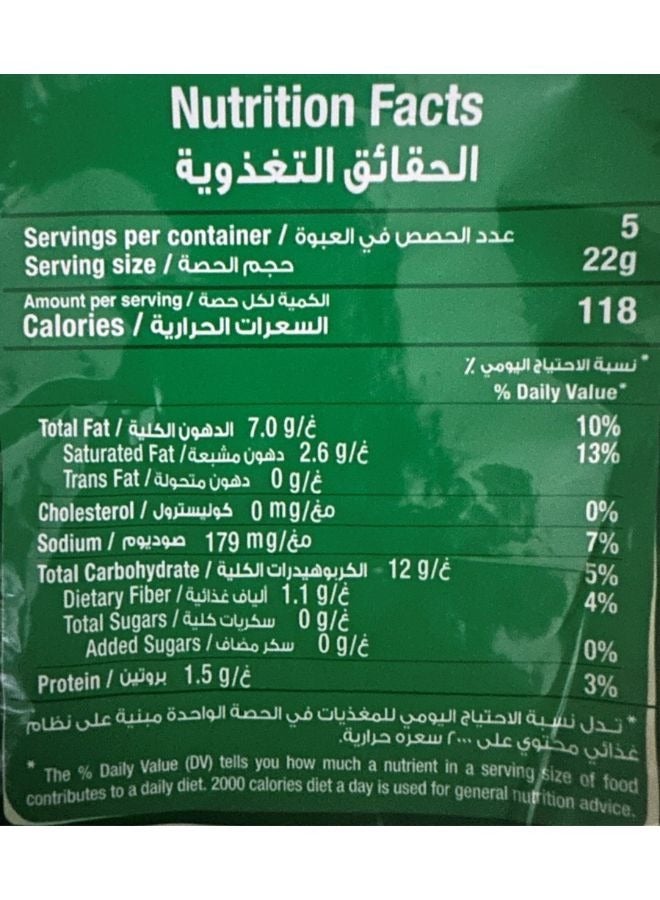 Nutrition Facts
الحقائق التغذوية
Servings per container / عدد الحصص في العبوة 5
Serving size / حجم الحصة 22g
Amount per serving / الكمية لكل حصة
Calories / السعرات الحرارية 118
* نسبة الاحتياج اليومي ٪
% Daily Value*
Total Fat / الدهون الكلية 7.0 g/غ 10%
Saturated Fat / دهون مشبعة 2.6 g/غ 13%
Trans Fat / دهون متحولة 0 g/غ
Cholesterol / كوليسترول 0 mg/مغ 0%
Sodium / صوديوم 179 mg/مغ 7%
Total Carbohydrate / الكربوهيدرات الكلية 12 g/غ 5%
Dietary Fiber / ألياف غذائية 1.1 g/غ 4%
Total Sugars / سكريات كلية 0 g/غ
Added Sugars / سكر مضاف 0 g/غ 0%
Protein / بروتين 1.5 g/غ 3%
* تدل نسبة الاحتياج اليومي للمغذيات في الحصة الواحدة مبنية على نظام
غذائي محتوي على ٢٠٠٠ سعره حرارية.
* The % Daily Value (DV) tells you how much a nutrient in a serving size of food
contributes to a daily diet. 2000 calories diet a day is used for general nutrition advice.